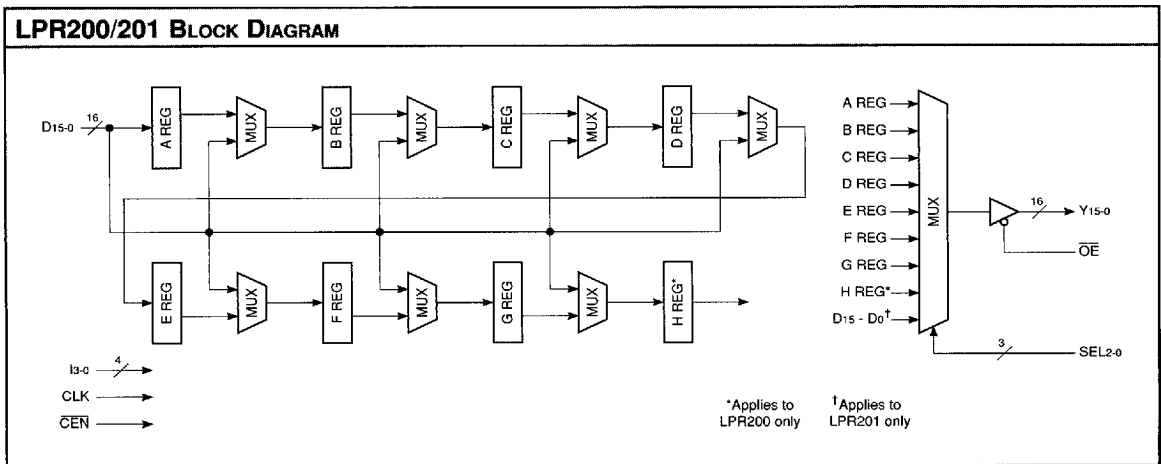 LPR200/201 BLOCK DIAGRAM
D15-0
16
A REG
MUX
B REG
MUX
C REG
MUX
D REG
MUX
E REG
MUX
F REG
MUX
G REG
MUX
H REG*
I3-0
4
CLK
CEN
A REG
B REG
C REG
D REG
E REG
F REG
G REG
H REG*
D15 - D0†
MUX
16
Y15-0
OE
3
SEL2-0
*Applies to
LPR200 only
†Applies to
LPR201 only